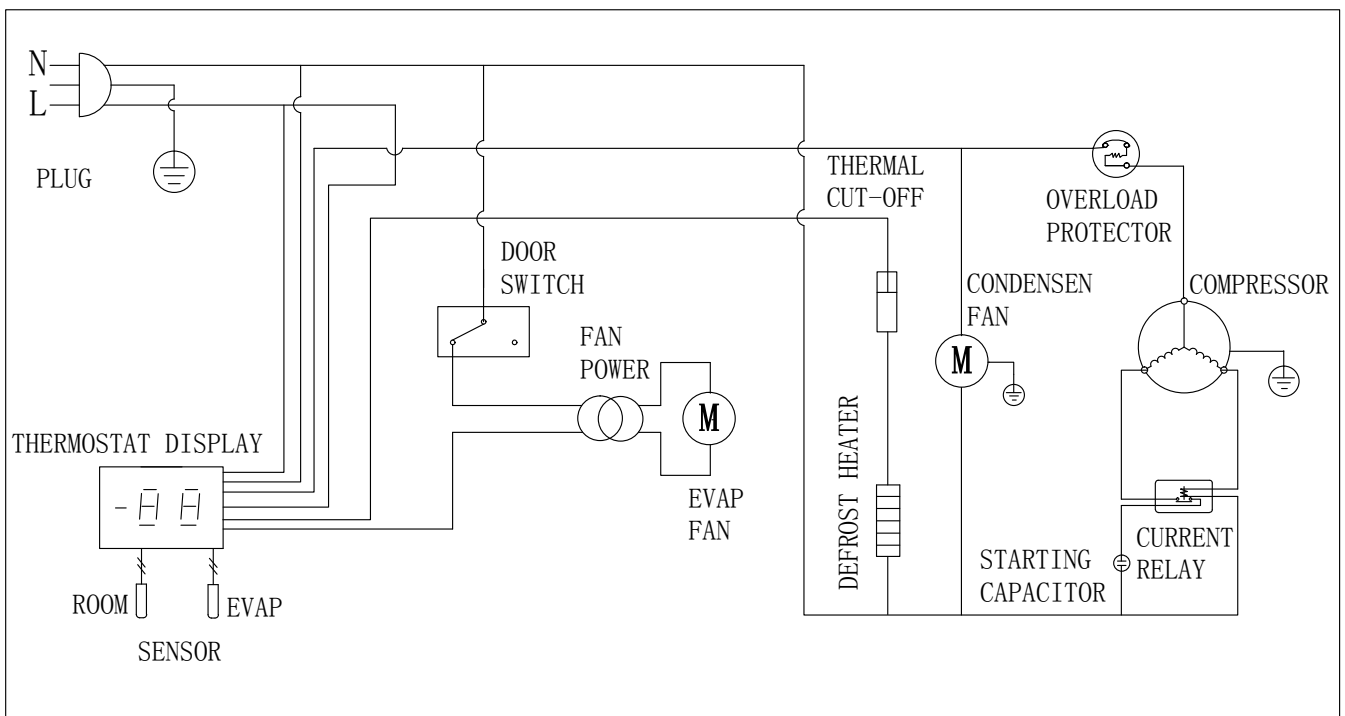 N
L
PLUG
THERMAL
CUT-OFF
OVERLOAD
PROTECTOR
DOOR
SWITCH
CONDENSEN
FAN
COMPRESSOR
FAN
POWER
M
M
THERMOSTAT DISPLAY
-88
EVAP
FAN
DEFROST HEATER
STARTING
CAPACITOR
CURRENT
RELAY
ROOM
EVAP
SENSOR